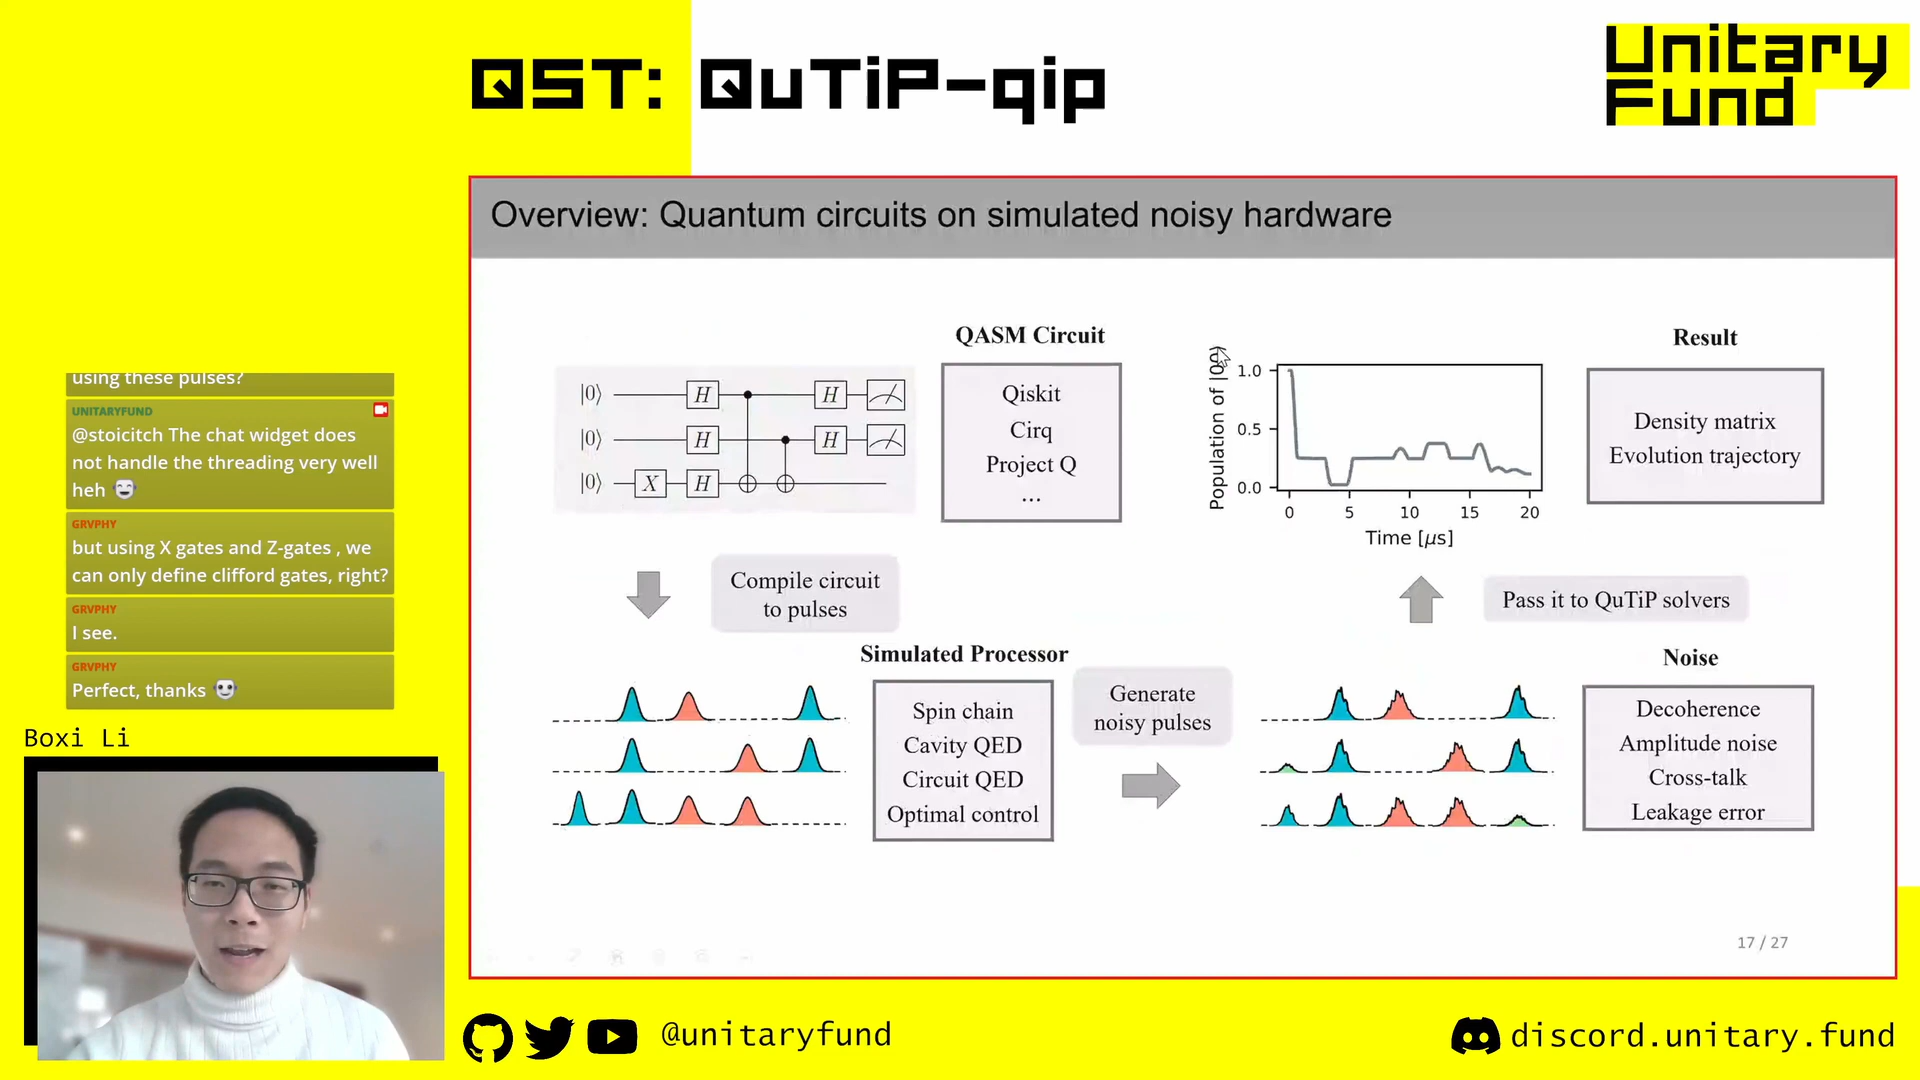 QST: QuTiP-qip
Unitary
Fund
Overview: Quantum circuits on simulated noisy hardware
using these pulses?
UNITARYFUND
@stoicitch The chat widget does
not handle the threading very well
heh
GRVPHY
but using X gates and Z-gates , we
can only define clifford gates, right?
GRVPHY
I see.
GRVPHY
Perfect, thanks
Boxi Li
|0⟩ H H
|0⟩ H H
|0⟩ X H
QASM Circuit
Qiskit
Cirq
Project Q
...
Compile circuit
to pulses
Simulated Processor
Spin chain
Cavity QED
Circuit QED
Optimal control
Generate
noisy pulses
Population of |00⟩
1.0
0.5
0.0
0 5 10 15 20
Time [μs]
Result
Density matrix
Evolution trajectory
Pass it to QuTiP solvers
Noise
Decoherence
Amplitude noise
Cross-talk
Leakage error
17 / 27
@unitaryfund
discord.unitary.fund